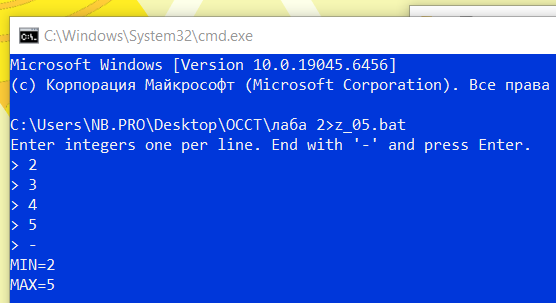 C:\Windows\System32\cmd.exe
Microsoft Windows [Version 10.0.19045.6456]
(c) Корпорация Майкрософт (Microsoft Corporation). Все права
C:\Users\NB.PRO\Desktop\ОССТ\лаба 2>z_05.bat
Enter integers one per line. End with '-' and press Enter.
> 2
> 3
> 4
> 5
> -
MIN=2
MAX=5